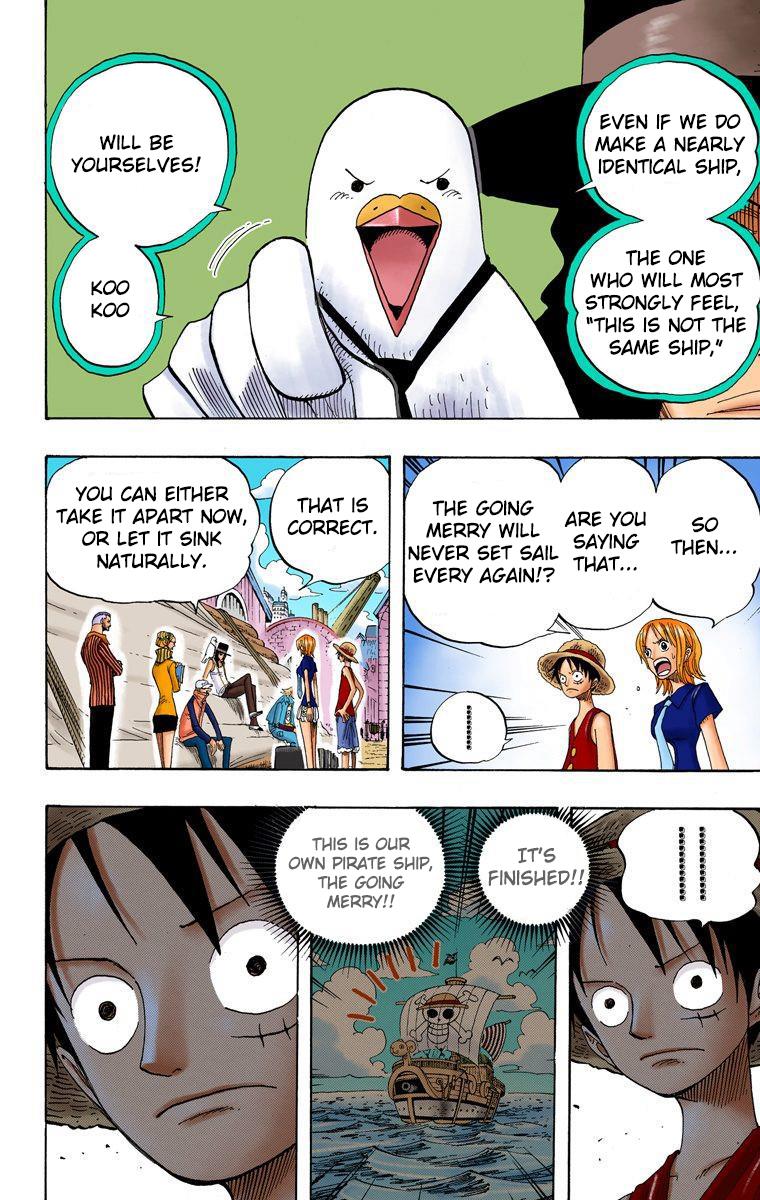 EVEN IF WE DO
MAKE A NEARLY
IDENTICAL SHIP,
THE ONE
WHO WILL MOST
STRONGLY FEEL,
"THIS IS NOT THE
SAME SHIP,"
WILL BE
YOURSELVES!
KOO
KOO
SO
THEN...
ARE YOU
SAYING
THAT...
THE GOING
MERRY WILL
NEVER SET SAIL
EVERY AGAIN!?
THAT IS
CORRECT.
YOU CAN EITHER
TAKE IT APART NOW,
OR LET IT SINK
NATURALLY.
IT'S
FINISHED!!
THIS IS OUR
OWN PIRATE SHIP,
THE GOING
MERRY!!